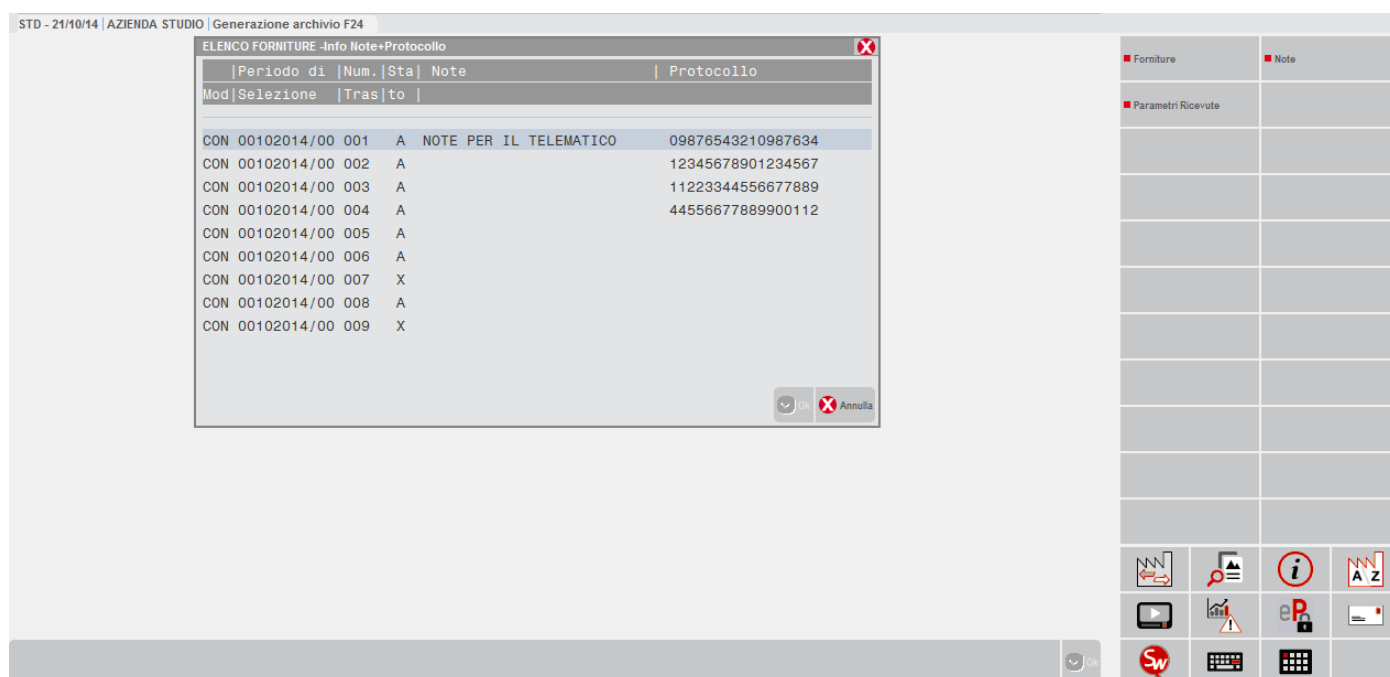 STD - 21/10/14 | AZIENDA STUDIO | Generazione archivio F24
ELENCO FORNITURE -Info Note+Protocollo
|Periodo di |Num.|Sta| Note | Protocollo
Mod|Selezione |Tras|to |
CON 00102014/00 001 A NOTE PER IL TELEMATICO 09876543210987634
CON 00102014/00 002 A 12345678901234567
CON 00102014/00 003 A 11223344556677889
CON 00102014/00 004 A 44556677889900112
CON 00102014/00 005 A
CON 00102014/00 006 A
CON 00102014/00 007 X
CON 00102014/00 008 A
CON 00102014/00 009 X
Ok Annulla
Forniture Note
Parametri Ricevute
i A Z
eP
Ok Sw